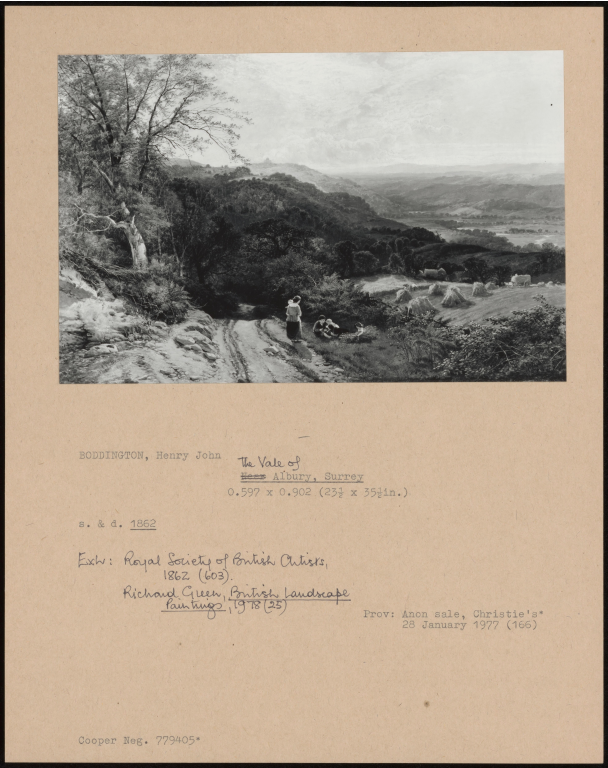 BODDINGTON, Henry John
The Vale of
Near Albury, Surrey
0.597 x 0.902 (23½ x 35½in.)
s. & d. 1862
Exh: Royal Society of British Artists,
1862 (603).
Richard Green, British Landscape
Paintings, 1978 (25)
Prov: Anon sale, Christie's*
28 January 1977 (166)
Cooper Neg. 779405*